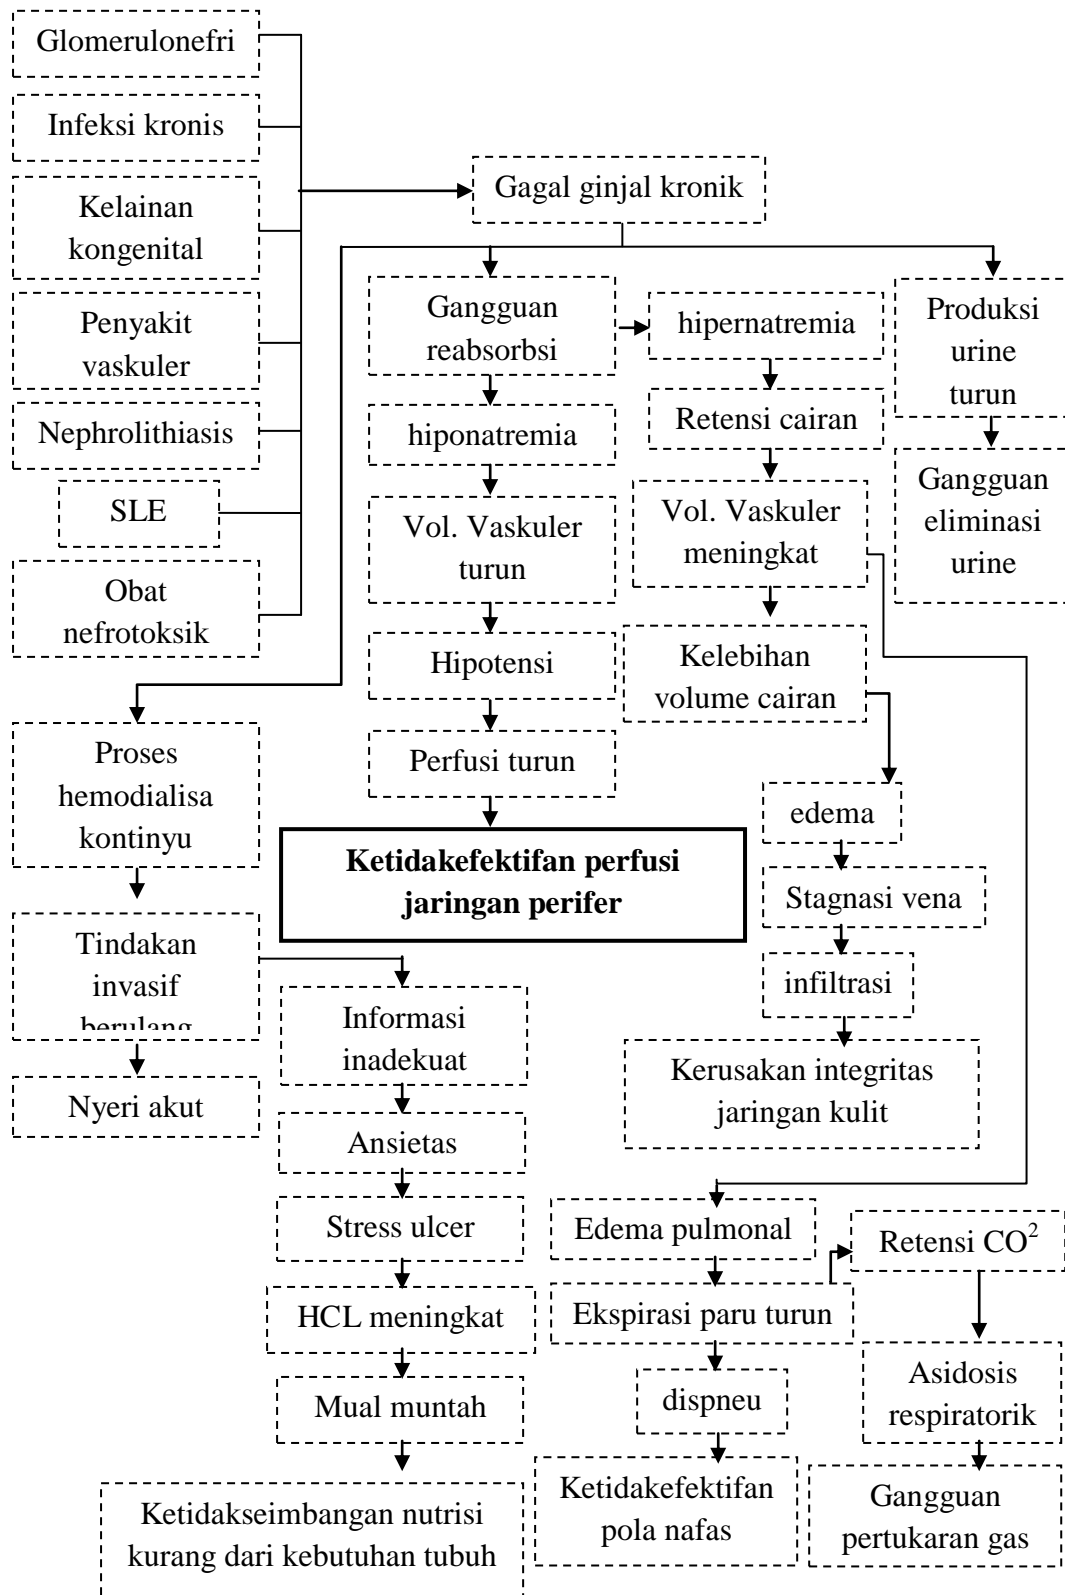 Glomerulonefri
Infeksi kronis
Kelainan
kongenital
Penyakit
vaskuler
Nephrolithiasis
SLE
Obat
nefrotoksik
Gagal ginjal kronik
Gangguan
reabsorbsi
hiponatremia
Vol. Vaskuler
turun
Hipotensi
Perfusi turun
Ketidakefektifan perfusi
jaringan perifer
hipernatremia
Retensi cairan
Vol. Vaskuler
meningkat
Kelebihan
volume cairan
edema
Stagnasi vena
infiltrasi
Kerusakan integritas
jaringan kulit
Produksi
urine
turun
Gangguan
eliminasi
urine
Proses
hemodialisa
kontinyu
Tindakan
invasif
berulang
Nyeri akut
Informasi
inadekuat
Ansietas
Stress ulcer
HCL meningkat
Mual muntah
Ketidakseimbangan nutrisi
kurang dari kebutuhan tubuh
Edema pulmonal
Ekspirasi paru turun
dispneu
Ketidakefektifan
pola nafas
Retensi CO²
Asidosis
respiratorik
Gangguan
pertukaran gas